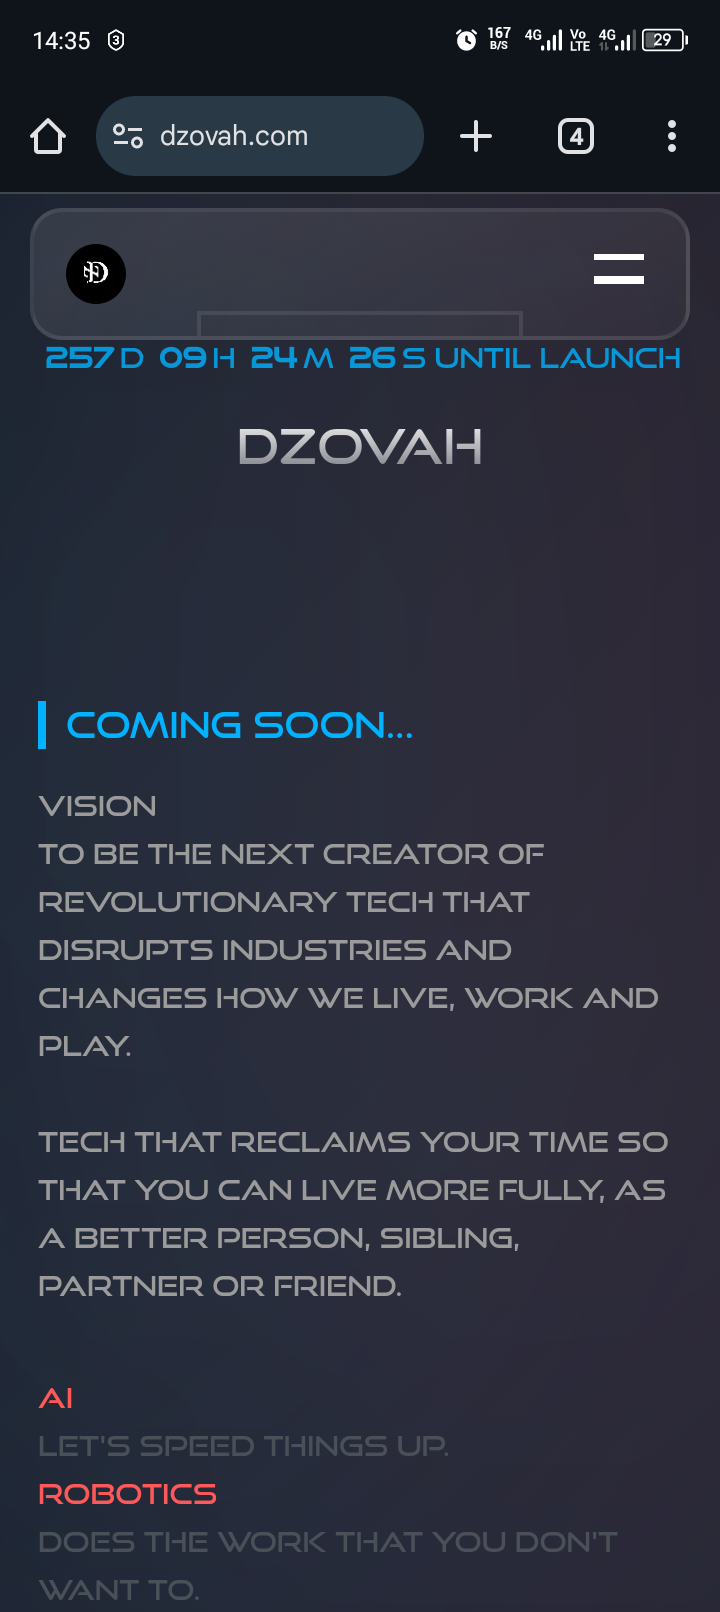 14:35
3
167
B/S
4G
Vo
LTE
4G
29
dzovah.com
4
257 D 09 H 24 M 26 S UNTIL LAUNCH
DZOVAH
COMING SOON...
VISION
TO BE THE NEXT CREATOR OF
REVOLUTIONARY TECH THAT
DISRUPTS INDUSTRIES AND
CHANGES HOW WE LIVE, WORK AND
PLAY.
TECH THAT RECLAIMS YOUR TIME SO
THAT YOU CAN LIVE MORE FULLY, AS
A BETTER PERSON, SIBLING,
PARTNER OR FRIEND.
AI
LET'S SPEED THINGS UP.
ROBOTICS
DOES THE WORK THAT YOU DON'T
WANT TO.